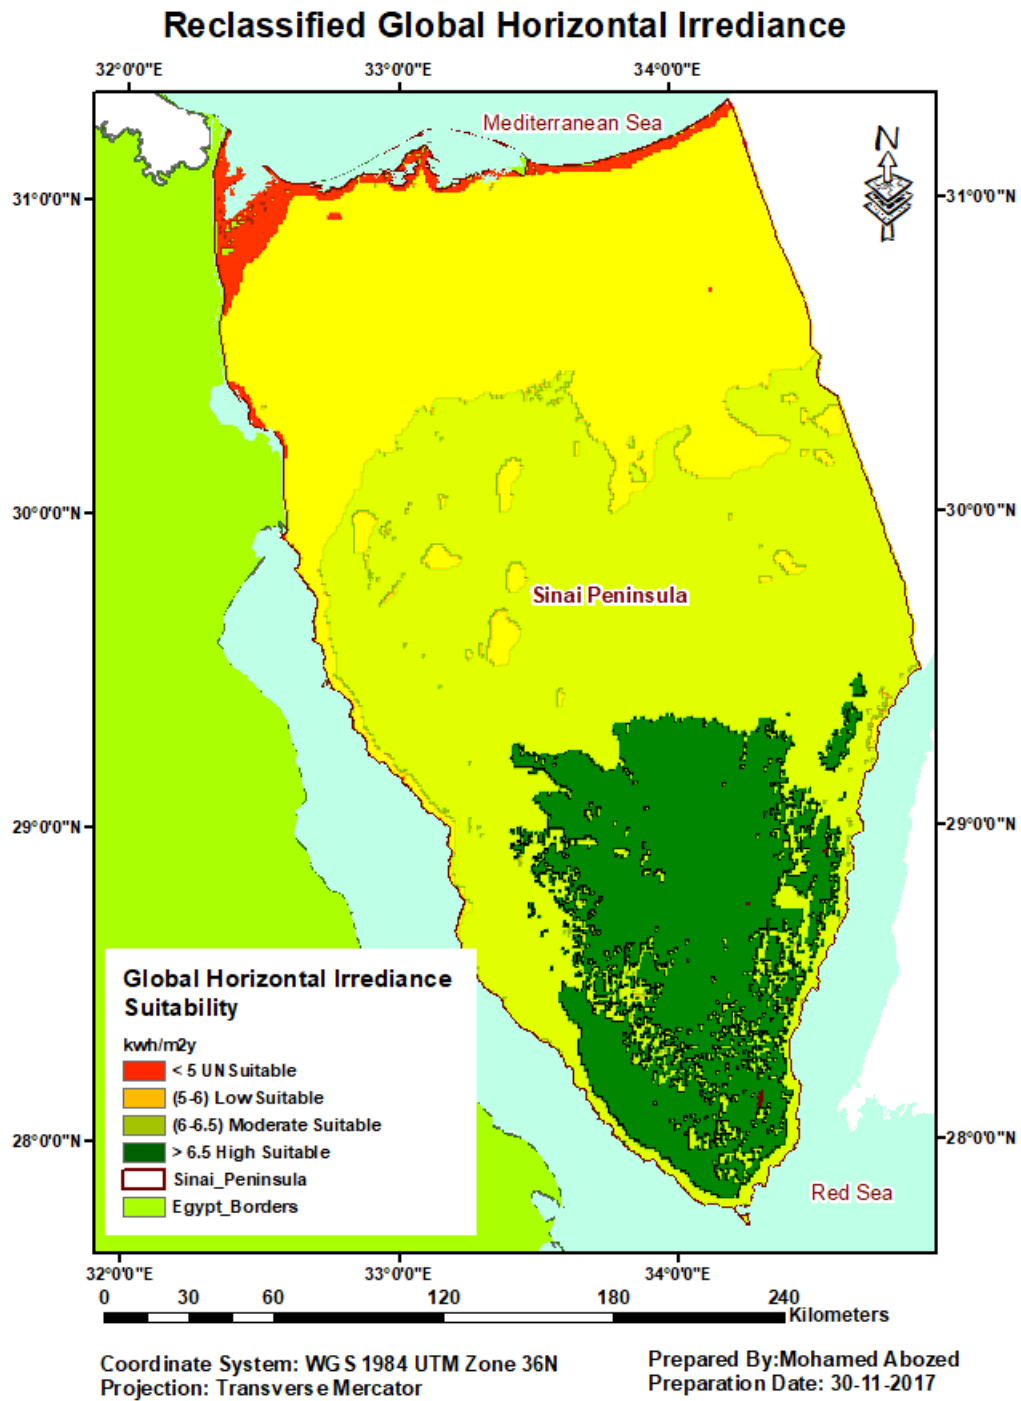 Reclassified Global Horizontal Irrediance
32°0'0"E 33°0'0"E 34°0'0"E
Mediterranean Sea
N
31°0'0"N 31°0'0"N
30°0'0"N 30°0'0"N
Sinai Peninsula
29°0'0"N 29°0'0"N
Global Horizontal Irrediance
Suitability
kwh/m2y
< 5 UN Suitable
(5-6) Low Suitable
(6-6.5) Moderate Suitable
> 6.5 High Suitable
Sinai_Peninsula
Egypt_Borders
28°0'0"N 28°0'0"N
Red Sea
32°0'0"E 33°0'0"E 34°0'0"E
0 30 60 120 180 240
Kilometers
Coordinate System: WGS 1984 UTM Zone 36N
Projection: Transverse Mercator
Prepared By:Mohamed Abozed
Preparation Date: 30-11-2017